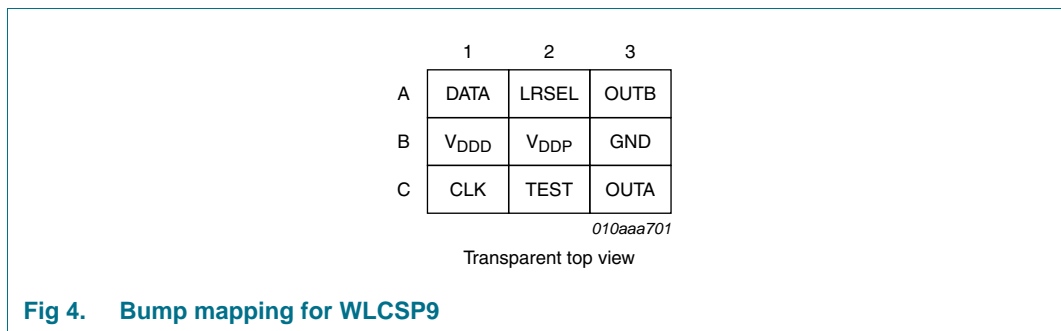 1 2 3
A DATA LRSEL OUTB
B VDDD VDDP GND
C CLK TEST OUTA
010aaa701
Transparent top view
Fig 4. Bump mapping for WLCSP9